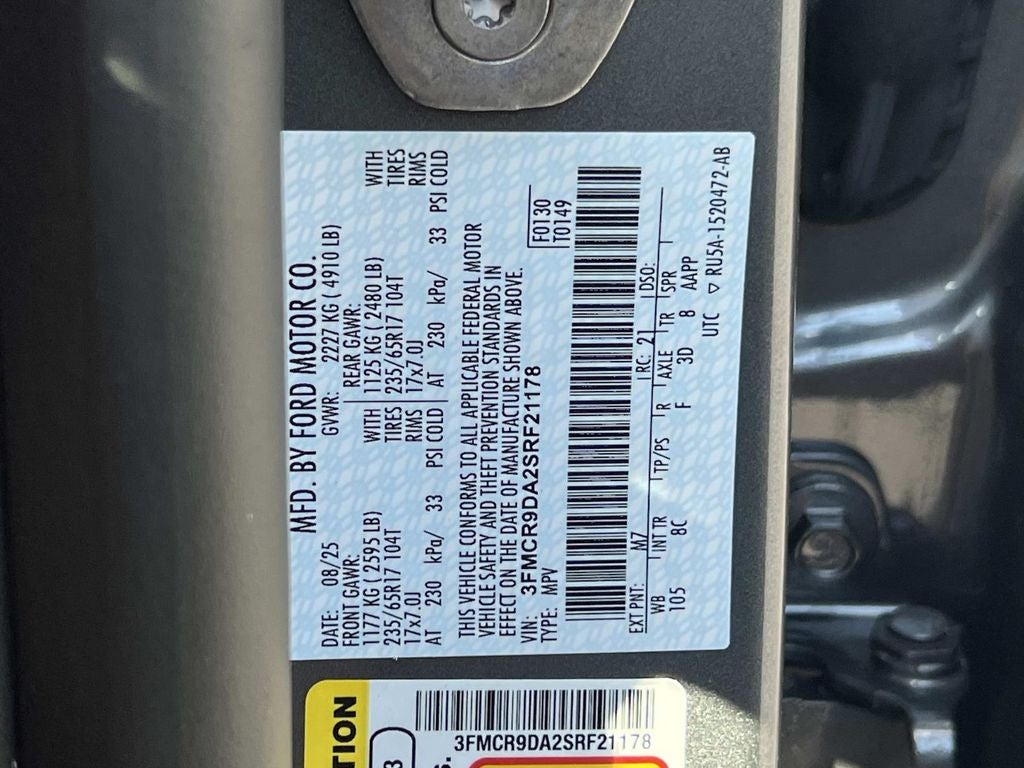 MFD. BY FORD MOTOR CO.
DATE: 08/25 GVWR: 2227 KG ( 4910 LB)
FRONT GAWR: REAR GAWR:
1177 KG ( 2595 LB) WITH 1125 KG ( 2480 LB) WITH
235/65R17 104T TIRES 235/65R17 104T TIRES
17x7.0J RIMS 17x7.0J RIMS
AT 230 kPa/ 33 PSI COLD AT 230 kPa/ 33 PSI COLD
THIS VEHICLE CONFORMS TO ALL APPLICABLE FEDERAL MOTOR
VEHICLE SAFETY AND THEFT PREVENTION STANDARDS IN
EFFECT ON THE DATE OF MANUFACTURE SHOWN ABOVE.
VIN: 3FMCR9DA2SRF21178
TYPE: MPV
F0130
T0149
EXT PNT: M7 RC: 21 DSO:
WB INT TR TP/PS R AXLE TR SPR
105 8C F 3D 8 AAPP
UTC ▽ RU5A-1520472-AB
TION
3FMCR9DA2SRF21178